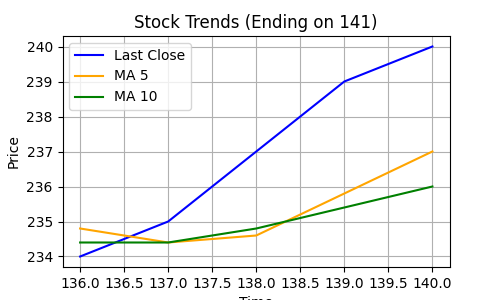 Stock Trends (Ending on 141)
Last Close
MA 5
MA 10
Price
240
239
238
237
236
235
234
136.0 136.5 137.0 137.5 138.0 138.5 139.0 139.5 140.0
Time